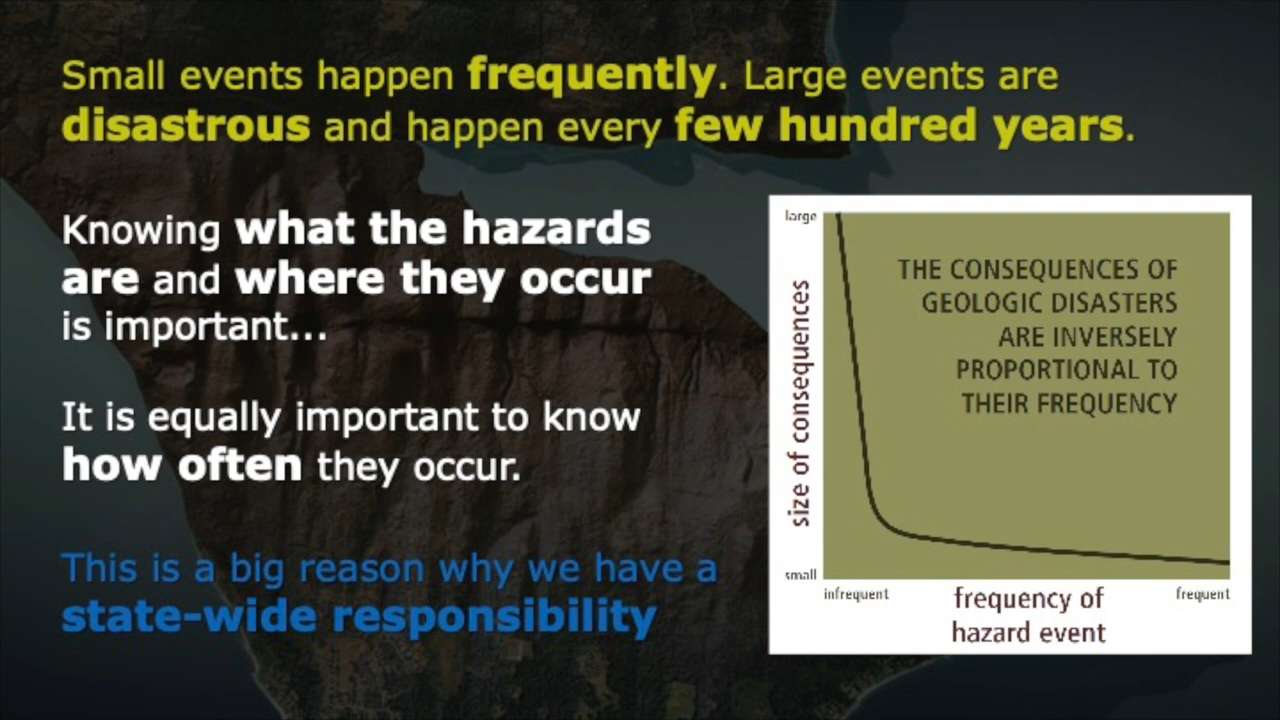 Small events happen frequently. Large events are
disastrous and happen every few hundred years.
Knowing what the hazards
are and where they occur
is important...
It is equally important to know
how often they occur.
This is a big reason why we have a
state-wide responsibility
large
THE CONSEQUENCES OF
GEOLOGIC DISASTERS
ARE INVERSELY
PROPORTIONAL TO
THEIR FREQUENCY
size of consequences
small
infrequent
frequent
frequency of
hazard event